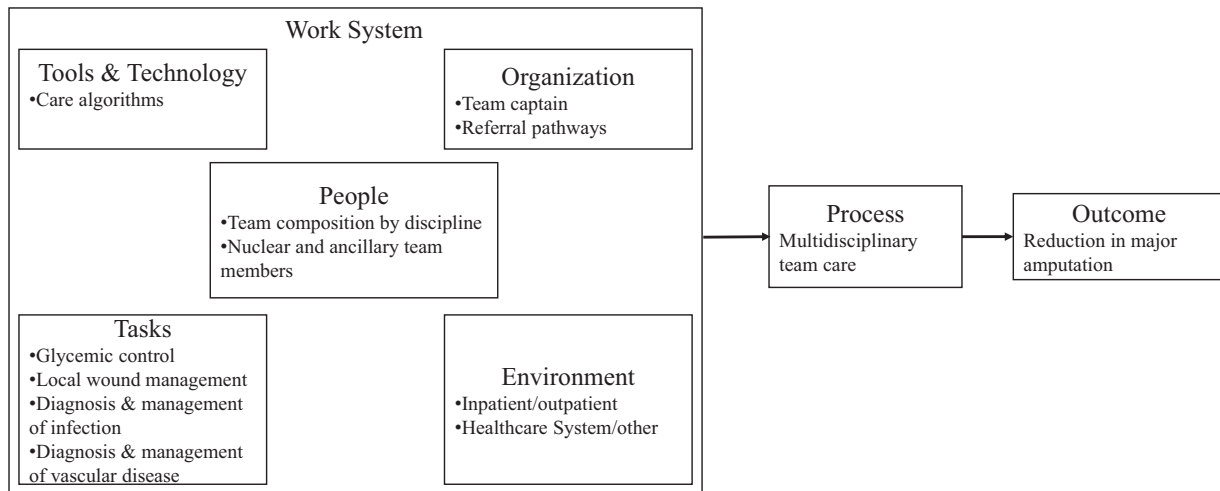 Work System
Tools & Technology
•Care algorithms
Organization
•Team captain
•Referral pathways
People
•Team composition by discipline
•Nuclear and ancillary team
members
Tasks
•Glycemic control
•Local wound management
•Diagnosis & management
of infection
•Diagnosis & management
of vascular disease
Environment
•Inpatient/outpatient
•Healthcare System/other
Process
Multidisciplinary
team care
Outcome
Reduction in major
amputation